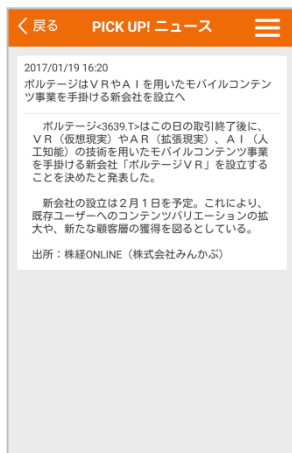 戻る
PICK UP! ニュース
2017/01/19 16:20
ボルテージはＶＲやＡＩを用いたモバイルコンテン
ツ事業を手掛ける新会社を設立へ
　ボルテージ<3639.T>はこの日の取引終了後に、
ＶＲ（仮想現実）やＡＲ（拡張現実）、ＡＩ（人
工知能）の技術を用いたモバイルコンテンツ事業
を手掛ける新会社「ボルテージＶＲ」を設立する
ことを決めたと発表した。
　新会社の設立は２月１日を予定。これにより、
既存ユーザーへのコンテンツバリエーションの拡
大や、新たな顧客層の獲得を図るとしている。
出所：株経ONLINE（株式会社みんかぶ）